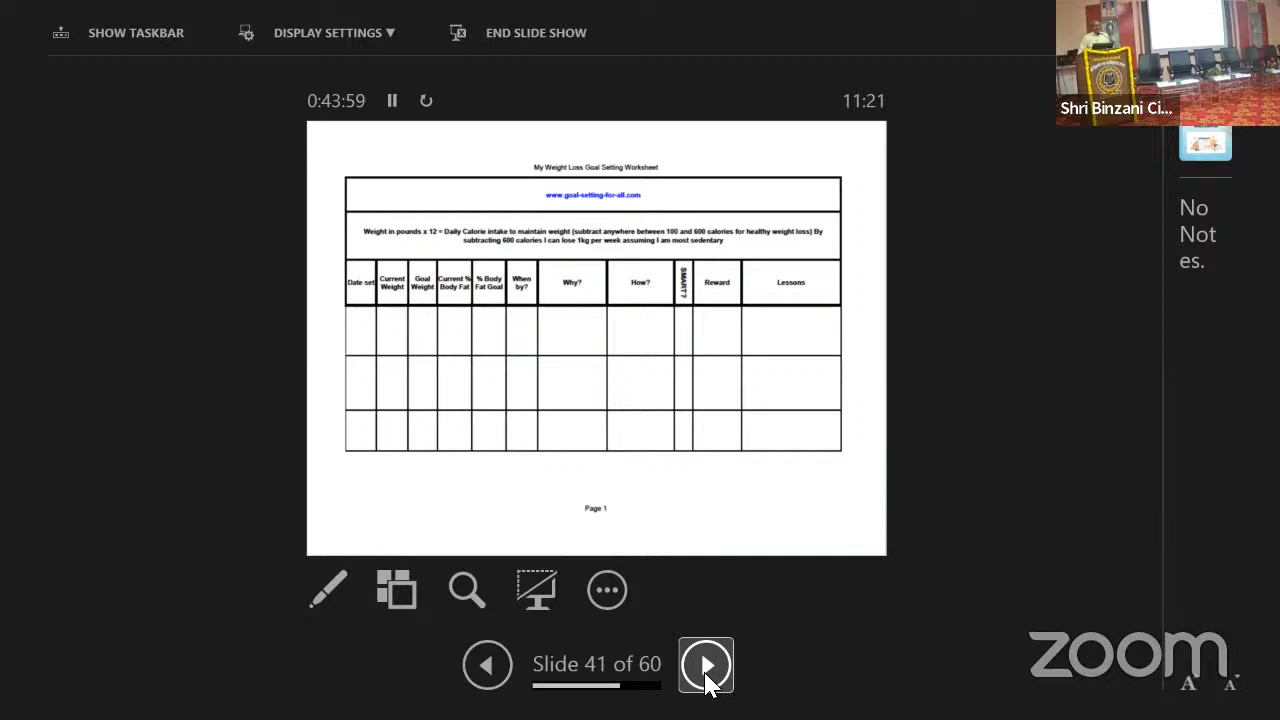 SHOW TASKBAR
DISPLAY SETTINGS ▼
END SLIDE SHOW
Shri Binzani Ci...
0:43:59
11:21
My Weight Loss Goal Setting Worksheet
www.goal-setting-for-all.com
Weight in pounds x 12 = Daily Calorie intake to maintain weight (subtract anywhere between 100 and 600 calories for healthy weight loss) By
subtracting 600 calories I can lose 1kg per week assuming I am most sedentary
Date set
Current
Weight
Goal
Weight
Current %
Body Fat
% Body
Fat Goal
When
by?
Why?
How?
SMART?
Reward
Lessons
Page 1
No
Not
es.
Slide 41 of 60
zoom
A
A